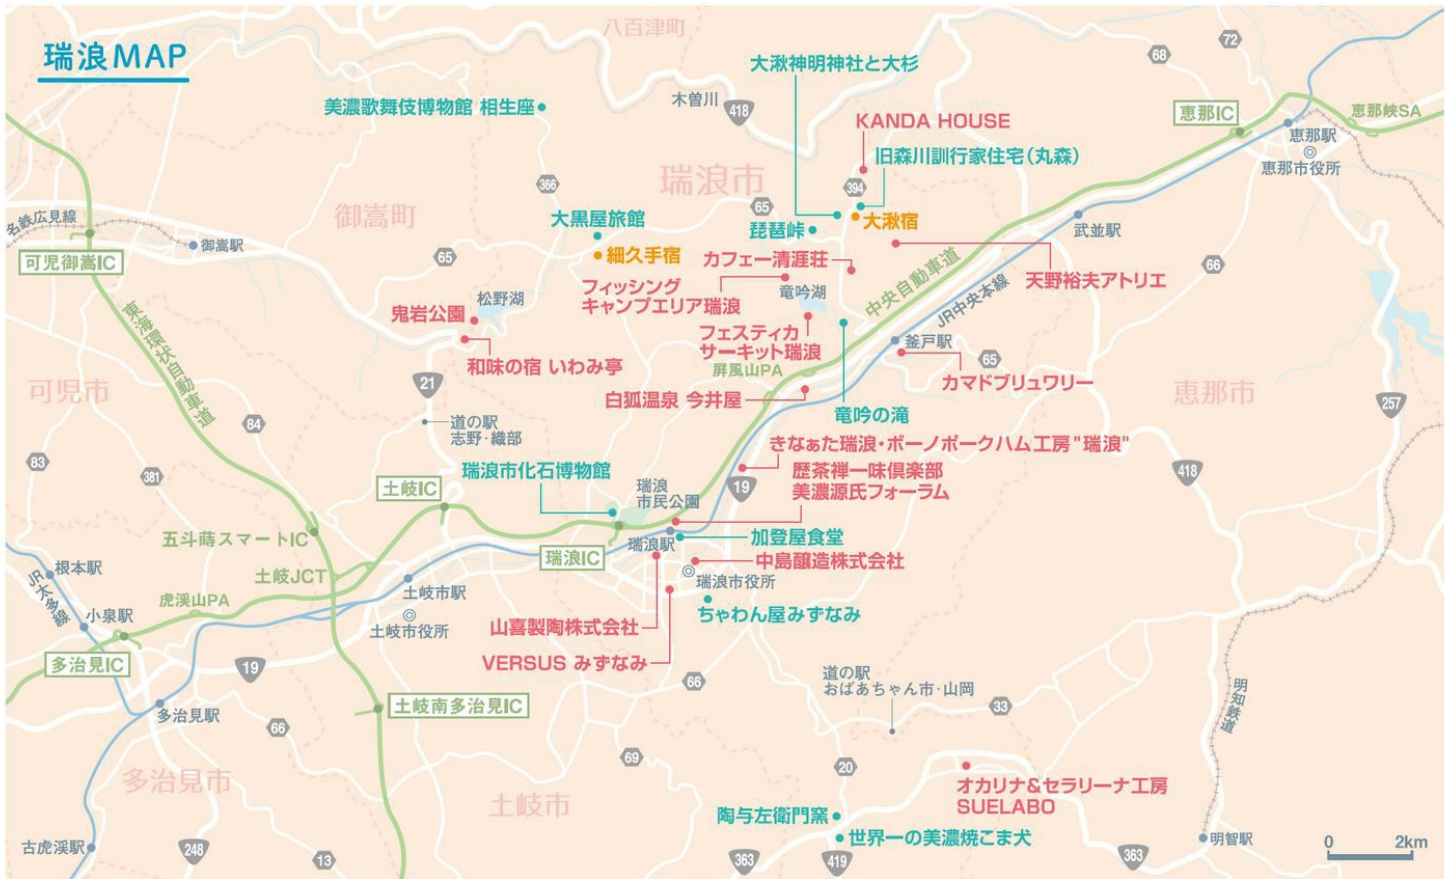 瑞浪MAP
八百津町
72
68
大湫神明神社と大杉
美濃歌舞伎博物館 相生座
木曽川
418
恵那IC
恵那峡SA
KANDA HOUSE
恵那駅
旧森川訓行家住宅(丸森)
恵那市役所
瑞浪市
366
394
御嵩町
65
名鉄広見線
大黒屋旅館
大湫宿
琵琶峠
武並駅
御嵩駅
可児御嵩IC
65
細久手宿
カフェー清涯荘
66
天野裕夫アトリエ
フィッシング
キャンプエリア瑞浪
竜吟湖
中央自動車道
JR中央本線
松野湖
鬼岩公園
東海環状自動車道
フェスティカ
サーキット瑞浪
釜戸駅
65
和味の宿 いわみ亭
屏風山PA
カマドブリュワリー
21
可児市
恵那市
白狐温泉 今井屋
257
竜吟の滝
84
道の駅
志野・織部
きなぁた瑞浪・ボーノポークハム工房"瑞浪"
83
381
瑞浪市化石博物館
歴茶禅一味倶楽部
美濃源氏フォーラム
418
土岐IC
瑞浪
市民公園
19
五斗蒔スマートIC
瑞浪駅
加登屋食堂
瑞浪IC
中島醸造株式会社
根本駅
JR太多線
土岐JCT
瑞浪市役所
土岐市駅
虎渓山PA
小泉駅
土岐市役所
ちゃわん屋みずなみ
山喜製陶株式会社
多治見IC
19
VERSUS みずなみ
66
道の駅
おばあちゃん市・山岡
明知鉄道
土岐南多治見IC
33
多治見駅
66
69
20
多治見市
土岐市
オカリナ&セラリーナ工房
SUELABO
陶与左衛門窯
世界一の美濃焼こま犬
古虎渓駅
248
13
363
419
363
明智駅
0 2km